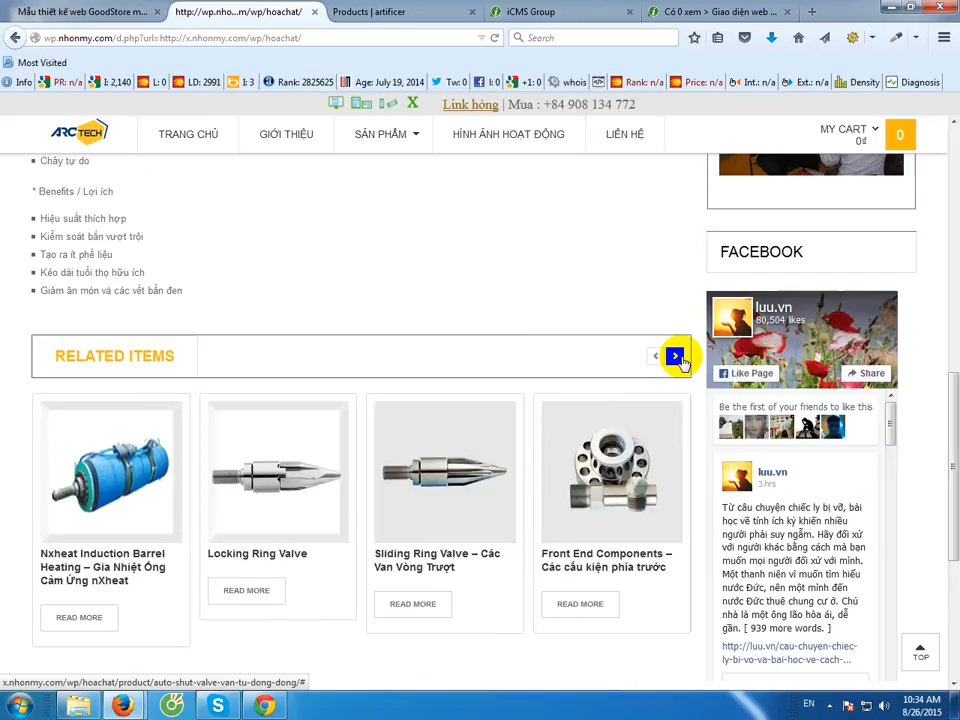 Mẫu thiết kế web GoodStore m...
http://wp.nho...m/wp/hoachat/
Products | artificer
iCMS Group
Có 0 xem > Giao diện web ...
wp.nhonmy.com/d.php?url=http://x.nhonmy.com/wp/hoachat/
Search
Most Visited
Info
PR: n/a
I: 2,140
L: 0
LD: 2991
I: 3
Rank: 2825625
Age: July 19, 2014
Tw: 0
I: 0
+1: 0
whois
Rank: n/a
Price: n/a
Int.: n/a
Ext.: n/a
Density
Diagnosis
X
Link hỏng | Mua : +84 908 134 772
ARCTECH
TRANG CHỦ
GIỚI THIỆU
SẢN PHẨM
HÌNH ẢNH HOẠT ĐỘNG
LIÊN HỆ
MY CART
0₫
0
Chảy tự do
* Benefits / Lợi ích
Hiệu suất thích hợp
Kiểm soát bắn vượt trội
Tạo ra ít phế liệu
Kéo dài tuổi thọ hữu ích
Giảm ăn mòn và các vết bẩn đen
RELATED ITEMS
Nxheat Induction Barrel
Heating – Gia Nhiệt Ống
Cảm Ứng nXheat
READ MORE
Locking Ring Valve
READ MORE
Sliding Ring Valve – Các
Van Vòng Trượt
READ MORE
Front End Components –
Các cấu kiện phía trước
READ MORE
FACEBOOK
luu.vn
80,504 likes
Like Page
Share
Be the first of your friends to like this
luu.vn
3 hrs
Từ câu chuyện chiếc ly bị vỡ, bài
học về tính ích kỷ khiến nhiều
người phải suy ngẫm. Hãy đối xử
với người khác bằng cách mà bạn
muốn mọi người đối xử với mình.
Một thanh niên vì muốn tìm hiểu
nước Đức, nên một mình đến
nước Đức thuê chung cư ở. Chủ
nhà là một ông lão hòa ái, dễ
gần. [ 939 more words. ]
http://luu.vn/cau-chuyen-chiec-
ly-bi-vo-va-bai-hoc-ve-cach-...
TOP
x.nhonmy.com/wp/hoachat/product/auto-shut-valve-van-tu-dong-dong/#
EN
10:34 AM
8/26/2015